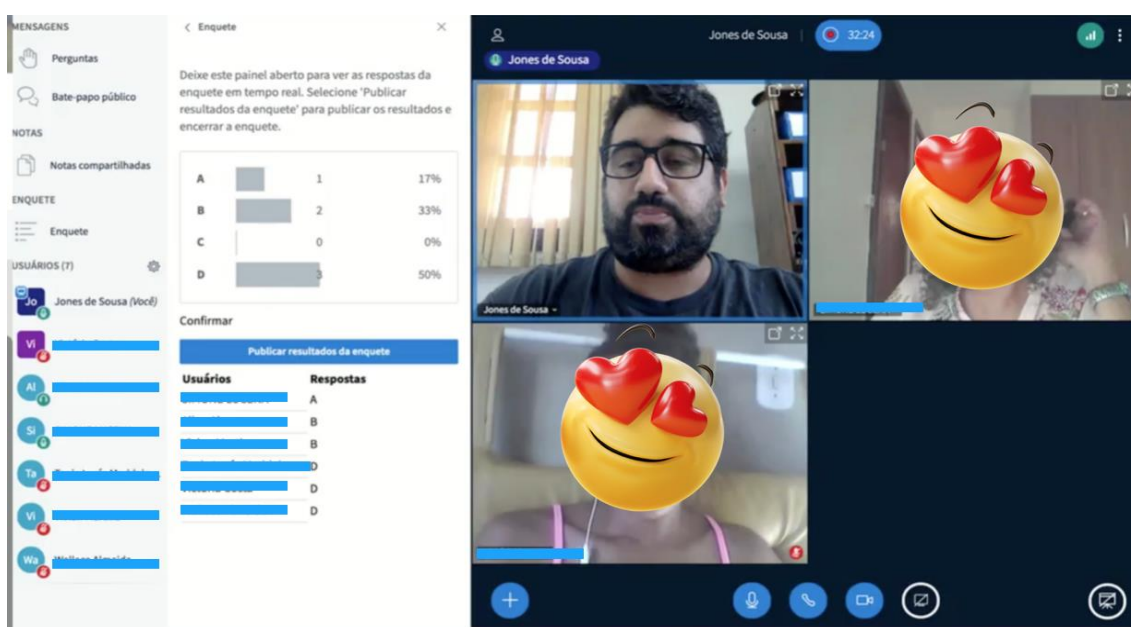 MENSAGENS
Perguntas
Bate-papo público
NOTAS
Notas compartilhadas
ENQUETE
Enquete
USUÁRIOS (7)
Jo
Jones de Sousa (Você)
Vi
Al
Si
Ta
Vi
Wa
Enquete
Deixe este painel aberto para ver as respostas da
enquete em tempo real. Selecione 'Publicar
resultados da enquete' para publicar os resultados e
encerrar a enquete.
A 1 17%
B 2 33%
C 0 0%
D 3 50%
Confirmar
Publicar resultados da enquete
Usuários Respostas
A
B
B
D
D
D
Jones de Sousa
32:24
Jones de Sousa
Jones de Sousa